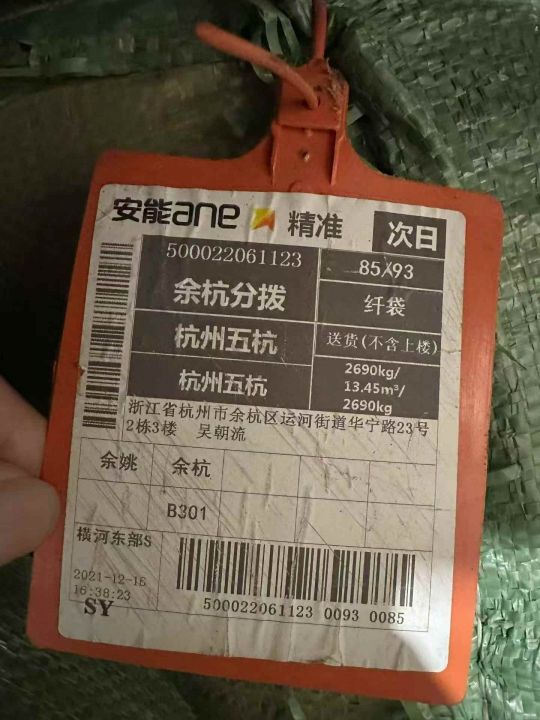 安能ane 精准 次日
500022061123 85/93
余杭分拨 纤袋
杭州五杭 送货(不含上楼)
杭州五杭 2690kg/
13.45m³/
2690kg
浙江省杭州市余杭区运河街道华宁路23号
2栋3楼 吴朝流
余姚 余杭
B301
横河东部S
2021-12-15
16:38:23
SY
500022061123 0093 0085